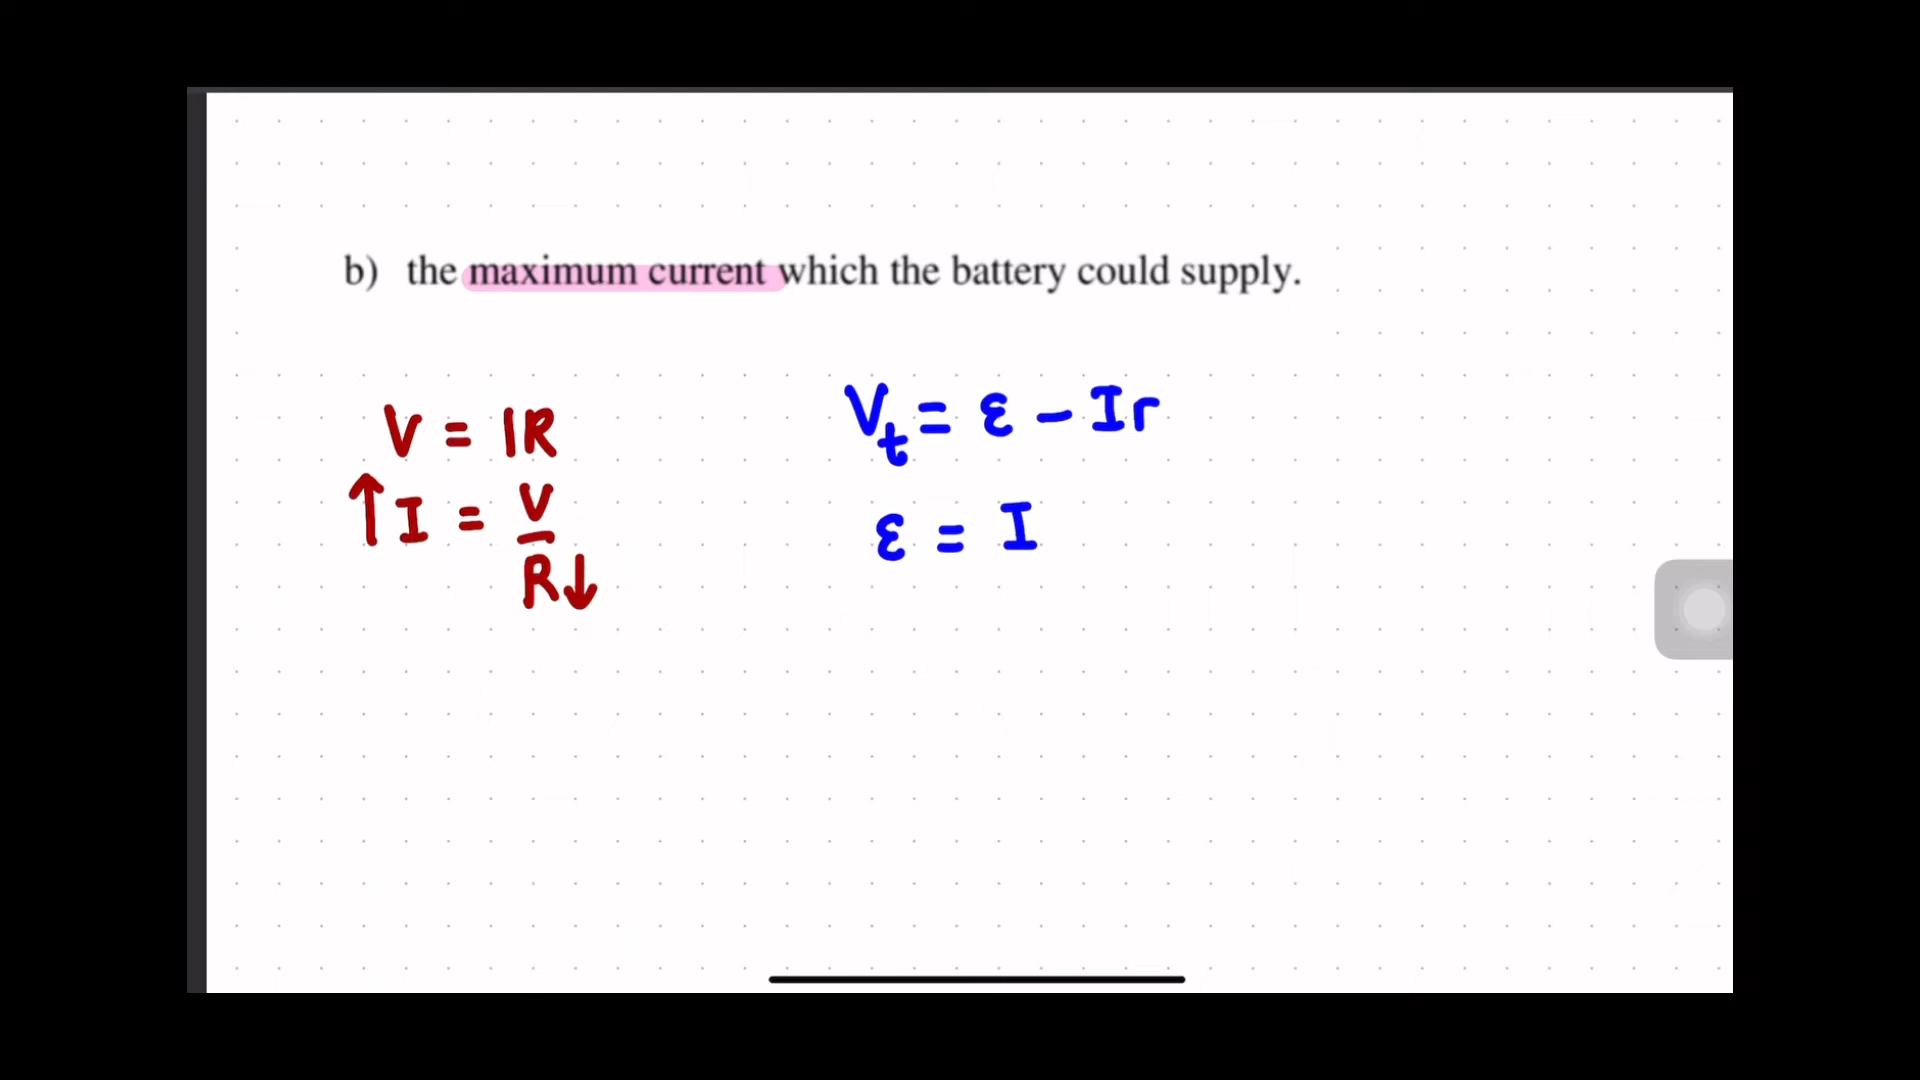 b) the maximum current which the battery could supply.
V = IR
↑I = V/R↓
Vt = ε − Ir
ε = I